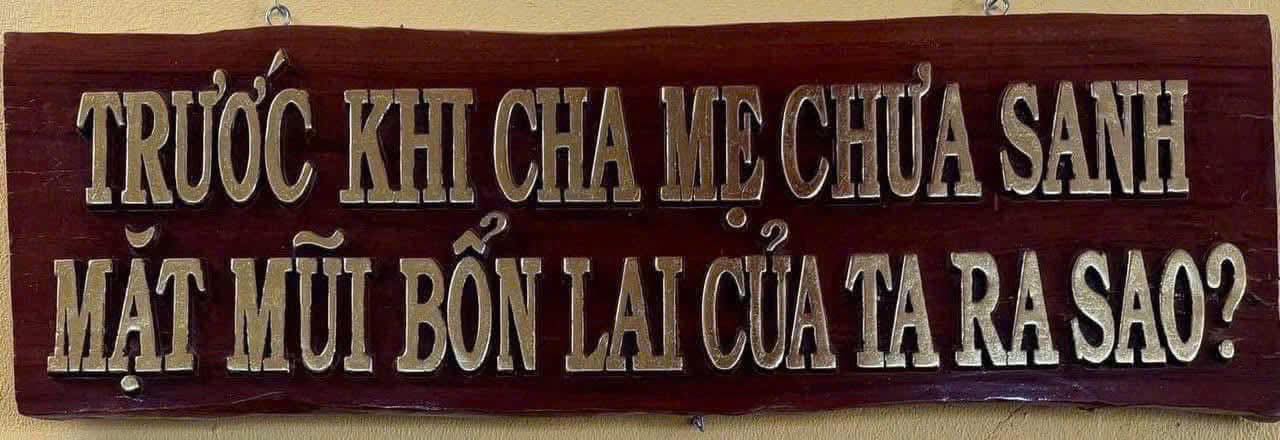 TRƯỚC KHI CHA MẸ CHƯA SANH
MẶT MŨI BỔN LAI CỦA TA RA SAO?